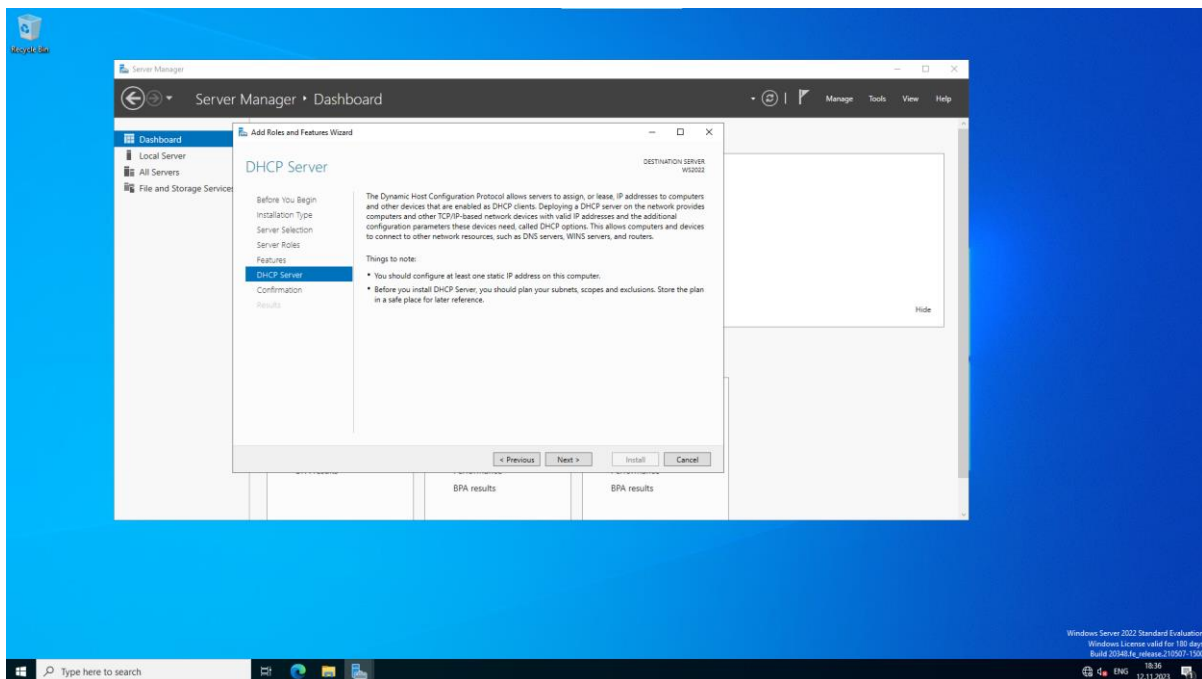 Recycle Bin
Server Manager
Server Manager • Dashboard
Manage Tools View Help
Dashboard
Local Server
All Servers
File and Storage Services
Add Roles and Features Wizard
DHCP Server
DESTINATION SERVER
WS2022
Before You Begin
Installation Type
Server Selection
Server Roles
Features
DHCP Server
Confirmation
Results
The Dynamic Host Configuration Protocol allows servers to assign, or lease, IP addresses to computers
and other devices that are enabled as DHCP clients. Deploying a DHCP server on the network provides
computers and other TCP/IP-based network devices with valid IP addresses and the additional
configuration parameters these devices need, called DHCP options. This allows computers and devices
to connect to other network resources, such as DNS servers, WINS servers, and routers.
Things to note:
• You should configure at least one static IP address on this computer.
• Before you install DHCP Server, you should plan your subnets, scopes and exclusions. Store the plan
in a safe place for later reference.
Hide
< Previous Next > Install Cancel
BPA results
BPA results
Windows Server 2022 Standard Evaluation
Windows License valid for 180 days
Build 20348.fe_release.210507-1500
Type here to search
ENG
18:36
12.11.2023